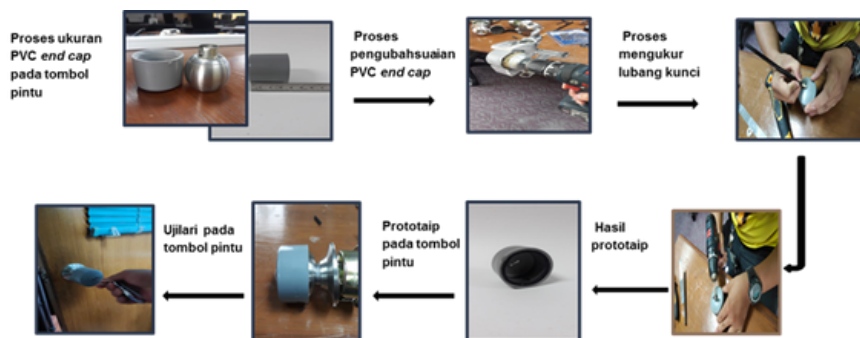 Proses ukuran
PVC end cap
pada tombol
pintu
Proses
pengubahsuaian
PVC end cap
Proses
mengukur
lubang kunci
Hasil
prototaip
Prototaip
pada tombol
pintu
Ujilari pada
tombol pintu